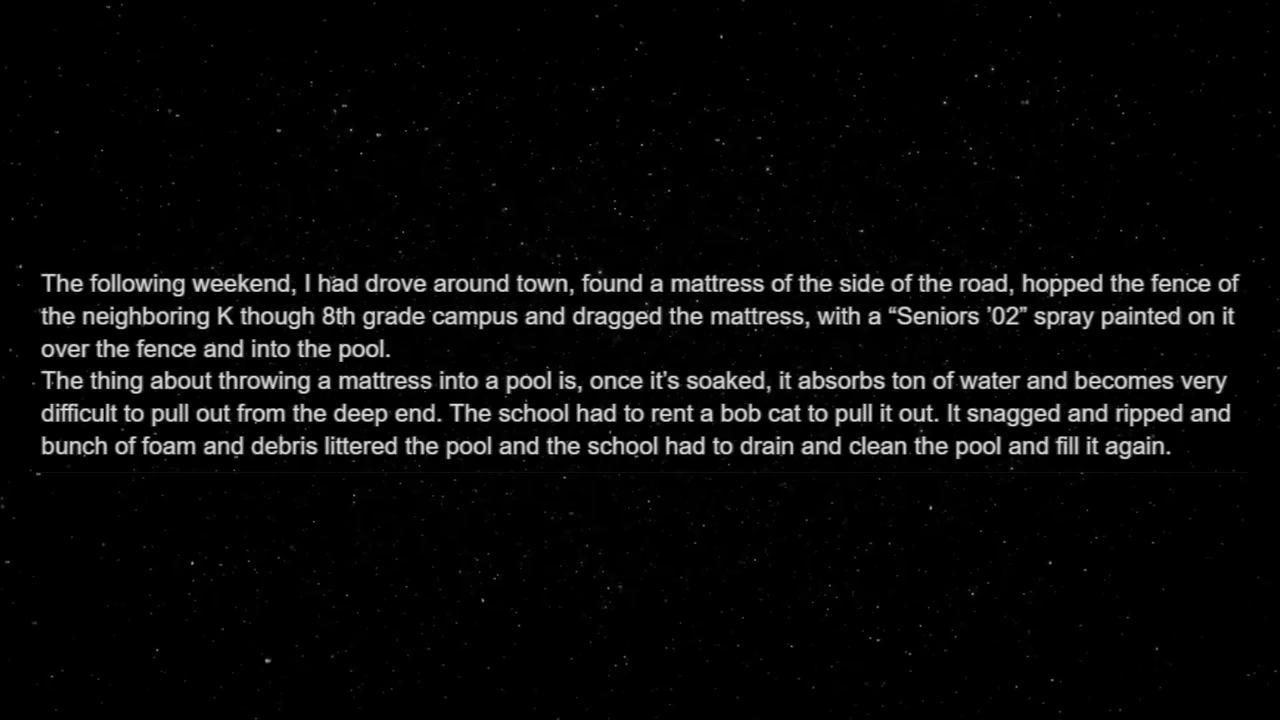 The following weekend, I had drove around town, found a mattress of the side of the road, hopped the fence of
the neighboring K though 8th grade campus and dragged the mattress, with a “Seniors ’02” spray painted on it
over the fence and into the pool.
The thing about throwing a mattress into a pool is, once it’s soaked, it absorbs ton of water and becomes very
difficult to pull out from the deep end. The school had to rent a bob cat to pull it out. It snagged and ripped and
bunch of foam and debris littered the pool and the school had to drain and clean the pool and fill it again.